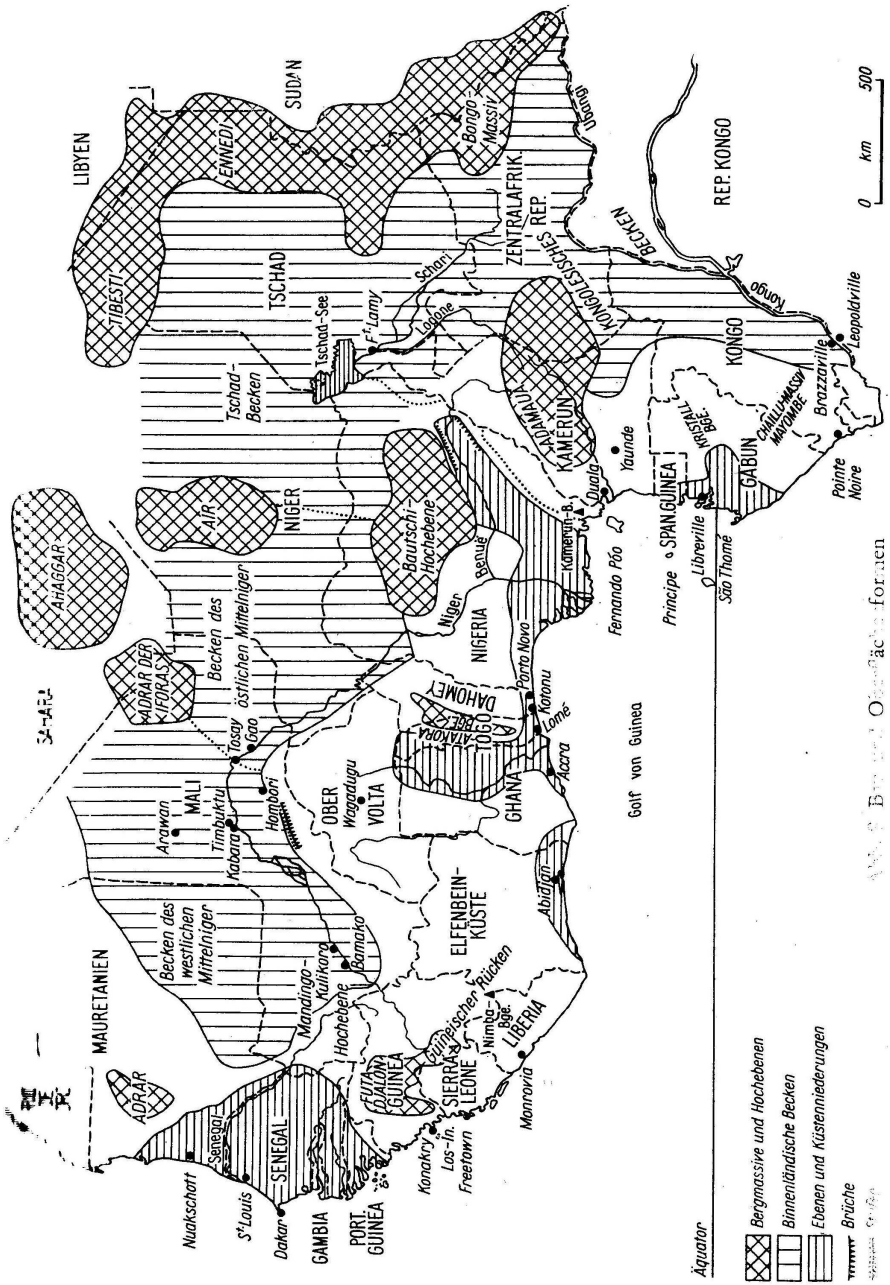 SAHARA
LIBYEN
SUDAN
MAURETANIEN
ADRAR
AHAGGAR
TIBESTI
ENNEDI
AIR
ADRAR DER
IFORAS
Arawan
MALI
Timbuktu
Kabara
Tosay
Gao
Hombori
Becken des
westlichen
Mittelniger
Becken des
östlichen Mittelniger
NIGER
Tschad-
Becken
TSCHAD
Tschad-See
Ft. Lamy
Schari
Logone
Bongo-
Massiv
ZENTRALAFRIK.
REP.
Ubangi
Nuakschott
Senegal
St. Louis
SENEGAL
Dakar
GAMBIA
PORT.
GUINEA
Mandingo-
Kulikoro
Hochebene
Bamako
FUTA
DJALON
GUINEA
Konakry
Los-In.
Freetown
SIERRA
LEONE
Guineischer Rücken
Nimba-
Bge.
LIBERIA
Monrovia
OBER
Wagadugu
VOLTA
ELFENBEIN-
KÜSTE
Abidjan
GHANA
Accra
TOGO
ATAKORA
BGE.
DAHOMEY
Lomé
Kotonu
Porto Novo
NIGERIA
Niger
Benuë
Bautschi-
Hochebene
ADAMAUA
KAMERUN
Kamerun-B.
Duala
Yaunde
KONGOLESISCHES
BECKEN
Golf von Guinea
Fernando Póo
Principe
São Thomé
SPAN.GUINEA
Libreville
KRISTALL
BGE.
GABUN
CHAILLU-MASSIV
MAYOMBE
KONGO
Kongo
REP. KONGO
Brazzaville
Leopoldville
Pointe
Noire
Äquator
Bergmassive und Hochebenen
Binnenländische Becken
Ebenen und Küstenniederungen
Brüche
Stufen
0 km 500
und Oberflächenformen